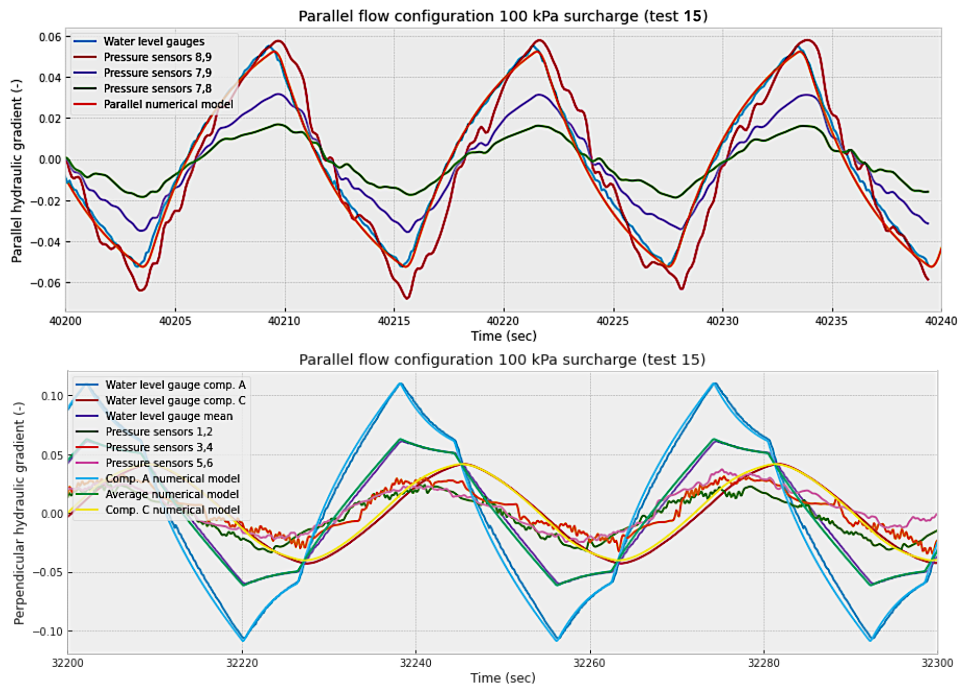 Parallel flow configuration 100 kPa surcharge (test 15)
Parallel hydraulic gradient (-)
0.06
0.04
0.02
0.00
−0.02
−0.04
−0.06
Water level gauges
Pressure sensors 8,9
Pressure sensors 7,9
Pressure sensors 7,8
Parallel numerical model
40200 40205 40210 40215 40220 40225 40230 40235 40240
Time (sec)
Parallel flow configuration 100 kPa surcharge (test 15)
Perpendicular hydraulic gradient (-)
0.10
0.05
0.00
−0.05
−0.10
Water level gauge comp. A
Water level gauge comp. C
Water level gauge mean
Pressure sensors 1,2
Pressure sensors 3,4
Pressure sensors 5,6
Comp. A numerical model
Average numerical model
Comp. C numerical model
32200 32220 32240 32260 32280 32300
Time (sec)